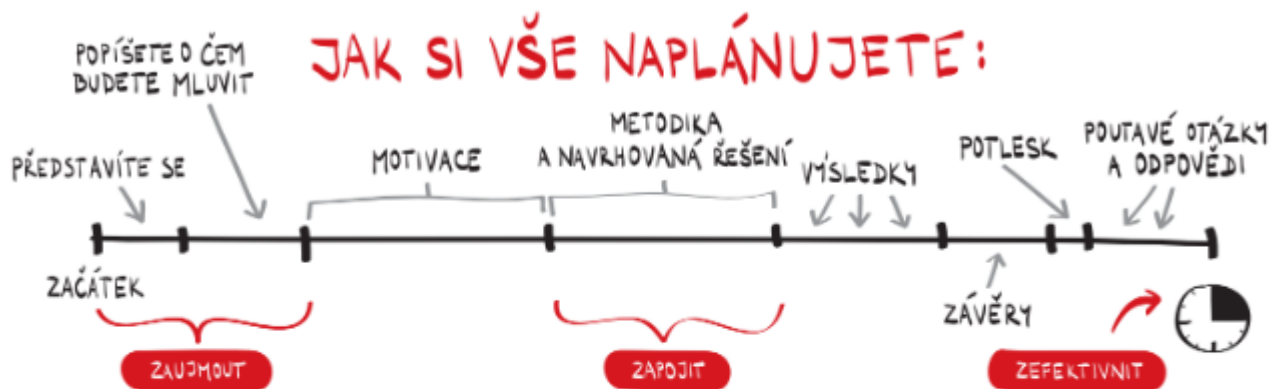 JAK SI VŠE NAPLÁNUJETE:
POPÍŠETE O ČEM
BUDETE MLUVIT
PŘEDSTAVÍTE SE
MOTIVACE
METODIKA
A NAVRHOVANÁ ŘEŠENÍ
VÝSLEDKY
POTLESK
POUTAVÉ OTÁZKY
A ODPOVĚDI
ZAČÁTEK
ZÁVĚRY
ZAUJMOUT
ZAPOJIT
ZEFEKTIVNIT